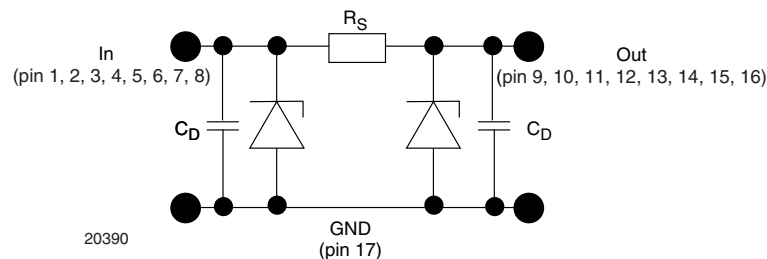 R_S
In
Out
(pin 1, 2, 3, 4, 5, 6, 7, 8)
(pin 9, 10, 11, 12, 13, 14, 15, 16)
C_D
C_D
GND
(pin 17)
20390